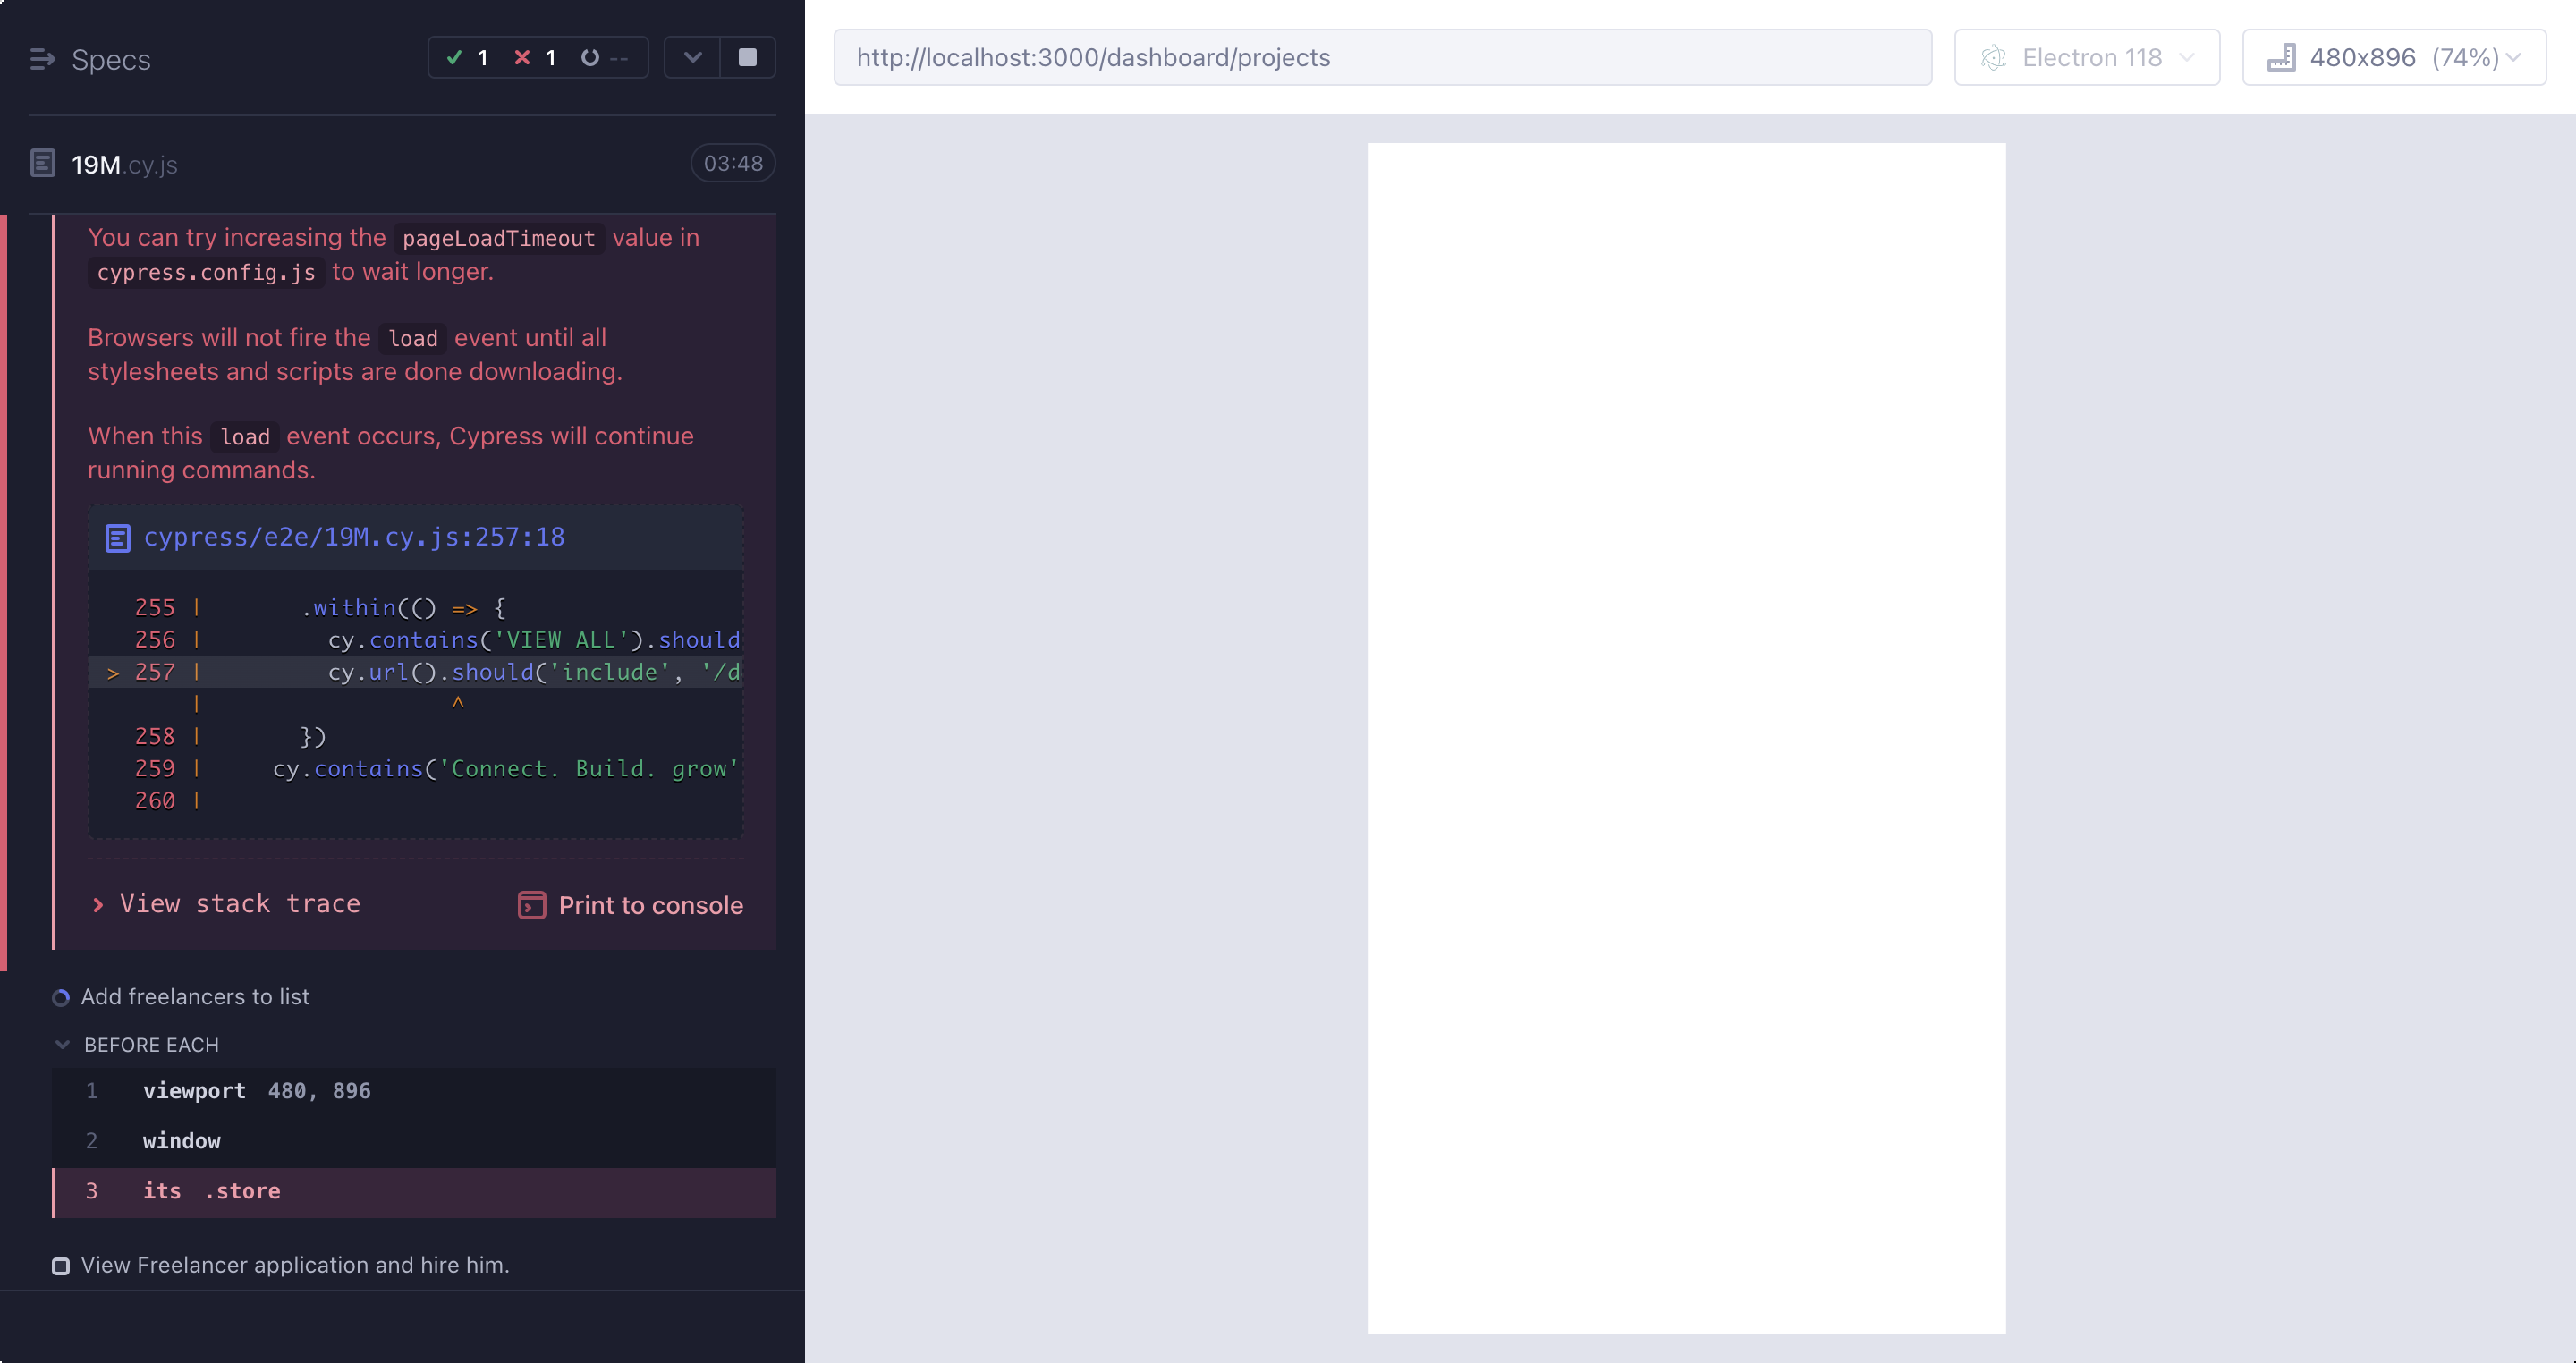 Specs
1 1 --
19M.cy.js
03:48
You can try increasing the pageLoadTimeout value in
cypress.config.js to wait longer.
Browsers will not fire the load event until all
stylesheets and scripts are done downloading.
When this load event occurs, Cypress will continue
running commands.
cypress/e2e/19M.cy.js:257:18
255 | .within(() => {
256 | cy.contains('VIEW ALL').should
> 257 | cy.url().should('include', '/d
| ^
258 | })
259 | cy.contains('Connect. Build. grow'
260 |
> View stack trace
Print to console
Add freelancers to list
BEFORE EACH
1 viewport 480, 896
2 window
3 its .store
View Freelancer application and hire him.
http://localhost:3000/dashboard/projects
Electron 118
480x896 (74%)